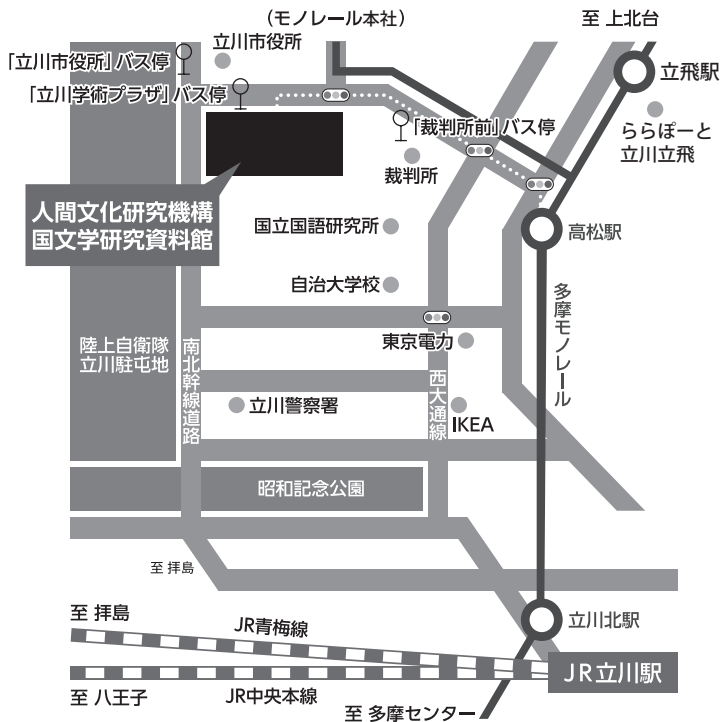 (モノレール本社)
至 上北台
立川市役所
「立川市役所」バス停
立飛駅
「立川学術プラザ」バス停
「裁判所前」バス停
ららぽーと
立川立飛
裁判所
人間文化研究機構
国文学研究資料館
国立国語研究所
高松駅
自治大学校
多摩モノレール
東京電力
陸上自衛隊
立川駐屯地
南北幹線道路
西大通線
立川警察署
IKEA
昭和記念公園
至 拝島
至 拝島
JR青梅線
立川北駅
JR立川駅
至 八王子
JR中央本線
至 多摩センター